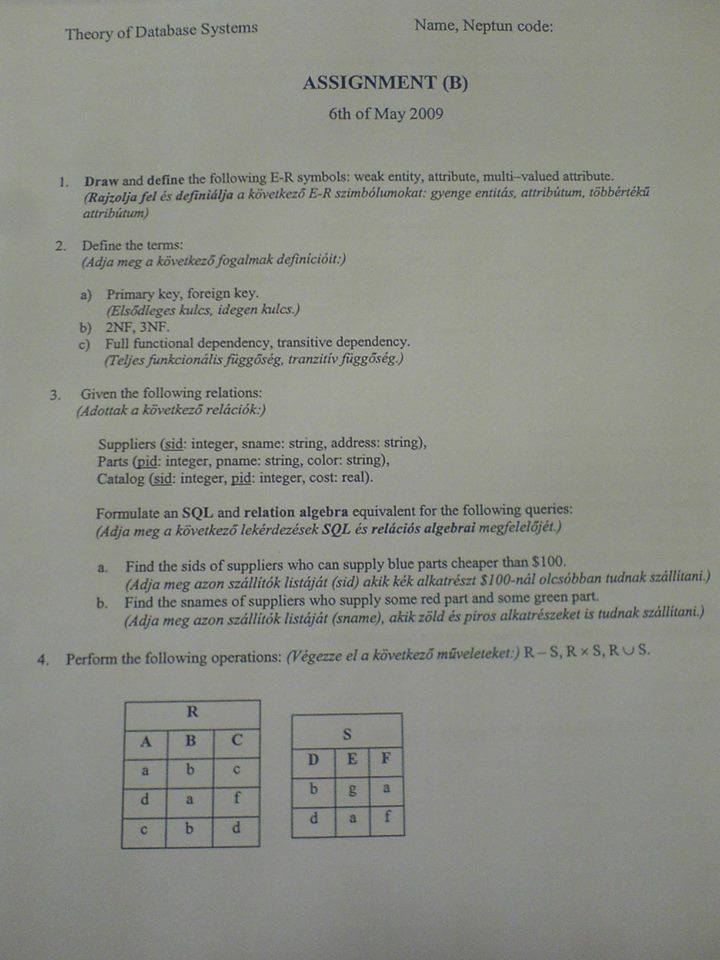 Theory of Database Systems
Name, Neptun code:
ASSIGNMENT (B)
6th of May 2009
1. Draw and define the following E-R symbols: weak entity, attribute, multi–valued attribute.
(Rajzolja fel és definiálja a következő E-R szimbólumokat: gyenge entitás, attribútum, többértékű
attribútum)
2. Define the terms:
(Adja meg a következő fogalmak definícióit:)
a) Primary key, foreign key.
(Elsődleges kulcs, idegen kulcs.)
b) 2NF, 3NF.
c) Full functional dependency, transitive dependency.
(Teljes funkcionális függőség, tranzitív függőség.)
3. Given the following relations:
(Adottak a következő relációk:)
Suppliers (sid: integer, sname: string, address: string),
Parts (pid: integer, pname: string, color: string),
Catalog (sid: integer, pid: integer, cost: real).
Formulate an SQL and relation algebra equivalent for the following queries:
(Adja meg a következő lekérdezések SQL és relációs algebrai megfelelőjét.)
a. Find the sids of suppliers who can supply blue parts cheaper than $100.
(Adja meg azon szállítók listáját (sid) akik kék alkatrészt $100-nál olcsóbban tudnak szállítani.)
b. Find the snames of suppliers who supply some red part and some green part.
(Adja meg azon szállítók listáját (sname), akik zöld és piros alkatrészeket is tudnak szállítani.)
4. Perform the following operations: (Végezze el a következő műveleteket:) R – S, R × S, R ∪ S.
R
A B C
a b c
d a f
c b d
S
D E F
b g a
d a f